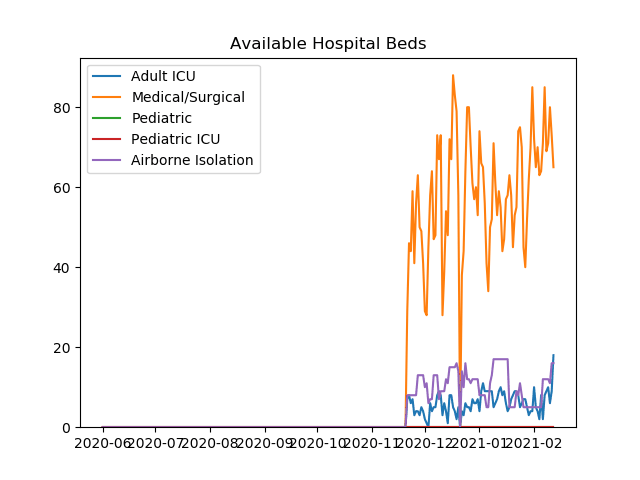 Available Hospital Beds
Adult ICU
Medical/Surgical
Pediatric
Pediatric ICU
Airborne Isolation
80
60
40
20
0
2020-06 2020-07 2020-08 2020-09 2020-10 2020-11 2020-12 2021-01 2021-02